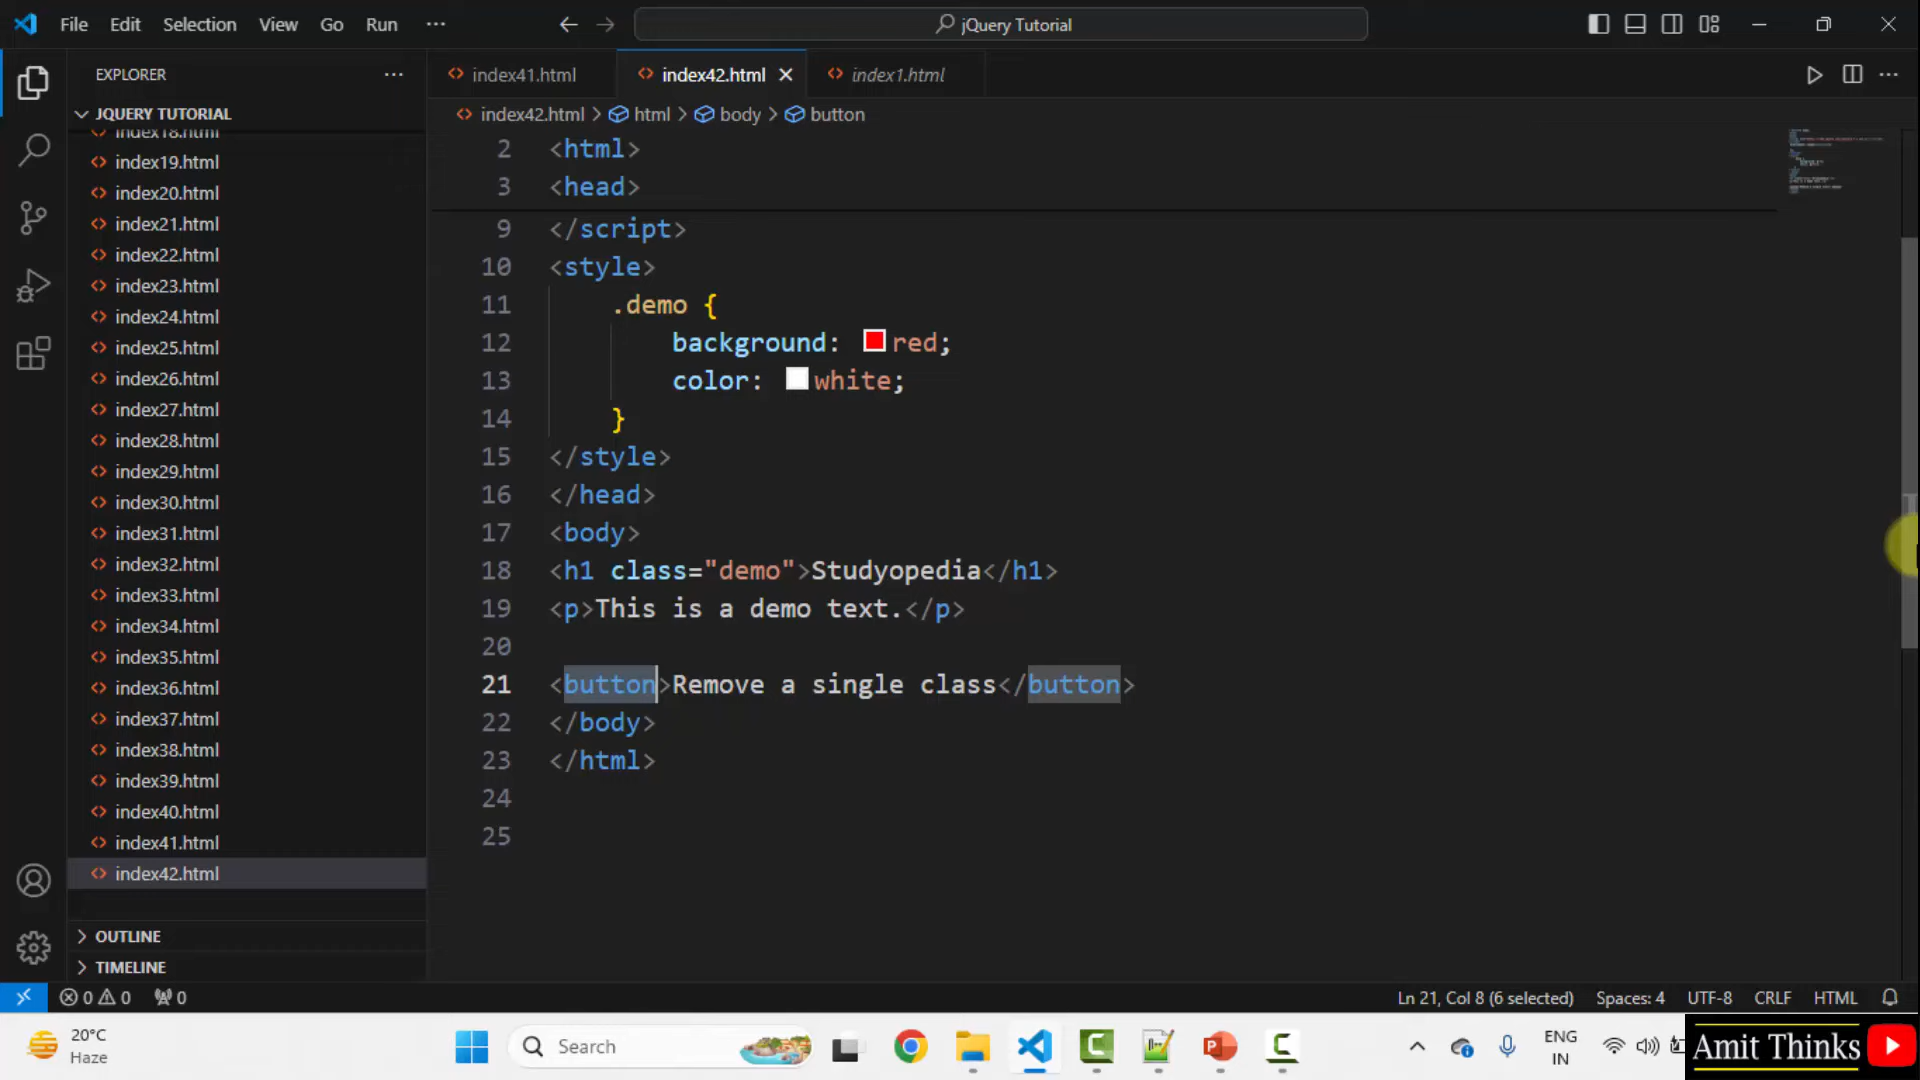 File Edit Selection View Go Run
jQuery Tutorial
EXPLORER
index41.html
index42.html
index1.html
JQUERY TUTORIAL
index42.html > html > body > button
index18.html
index19.html
index20.html
index21.html
index22.html
index23.html
index24.html
index25.html
index26.html
index27.html
index28.html
index29.html
index30.html
index31.html
index32.html
index33.html
index34.html
index35.html
index36.html
index37.html
index38.html
index39.html
index40.html
index41.html
index42.html
OUTLINE
TIMELINE
2 <html>
3 <head>
9 </script>
10 <style>
11 .demo {
12 background: red;
13 color: white;
14 }
15 </style>
16 </head>
17 <body>
18 <h1 class="demo">Studyopedia</h1>
19 <p>This is a demo text.</p>
20
21 <button>Remove a single class</button>
22 </body>
23 </html>
24
25
0 0 0
Ln 21, Col 8 (6 selected) Spaces: 4 UTF-8 CRLF HTML
20°C
Haze
Search
ENG
IN
Amit Thinks